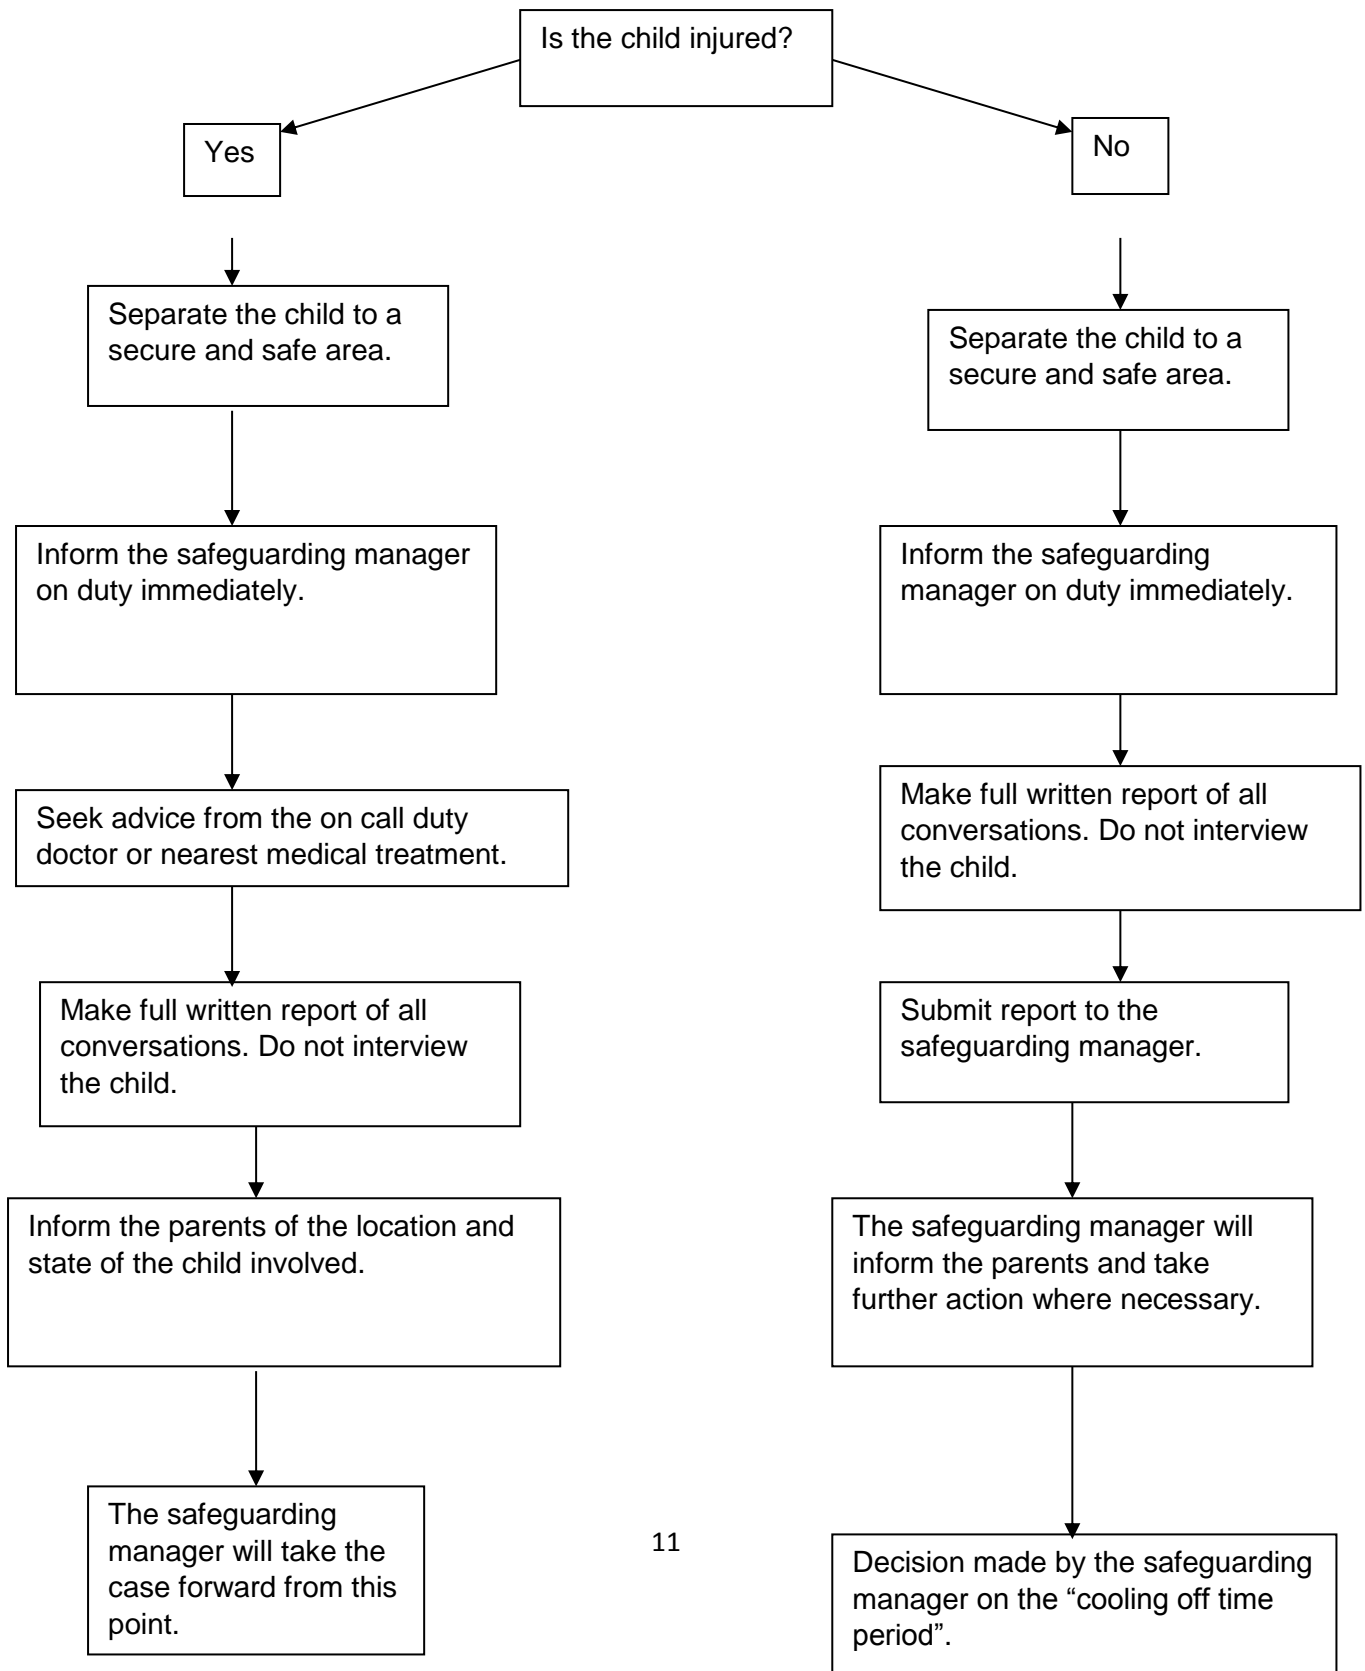 Is the child injured?
Yes
Separate the child to a
secure and safe area.
Inform the safeguarding manager
on duty immediately.
Seek advice from the on call duty
doctor or nearest medical treatment.
Make full written report of all
conversations. Do not interview
the child.
Inform the parents of the location and
state of the child involved.
The safeguarding
manager will take the
case forward from this
point.
No
Separate the child to a
secure and safe area.
Inform the safeguarding
manager on duty immediately.
Make full written report of all
conversations. Do not interview
the child.
Submit report to the
safeguarding manager.
The safeguarding manager will
inform the parents and take
further action where necessary.
Decision made by the safeguarding
manager on the “cooling off time
period”.
11